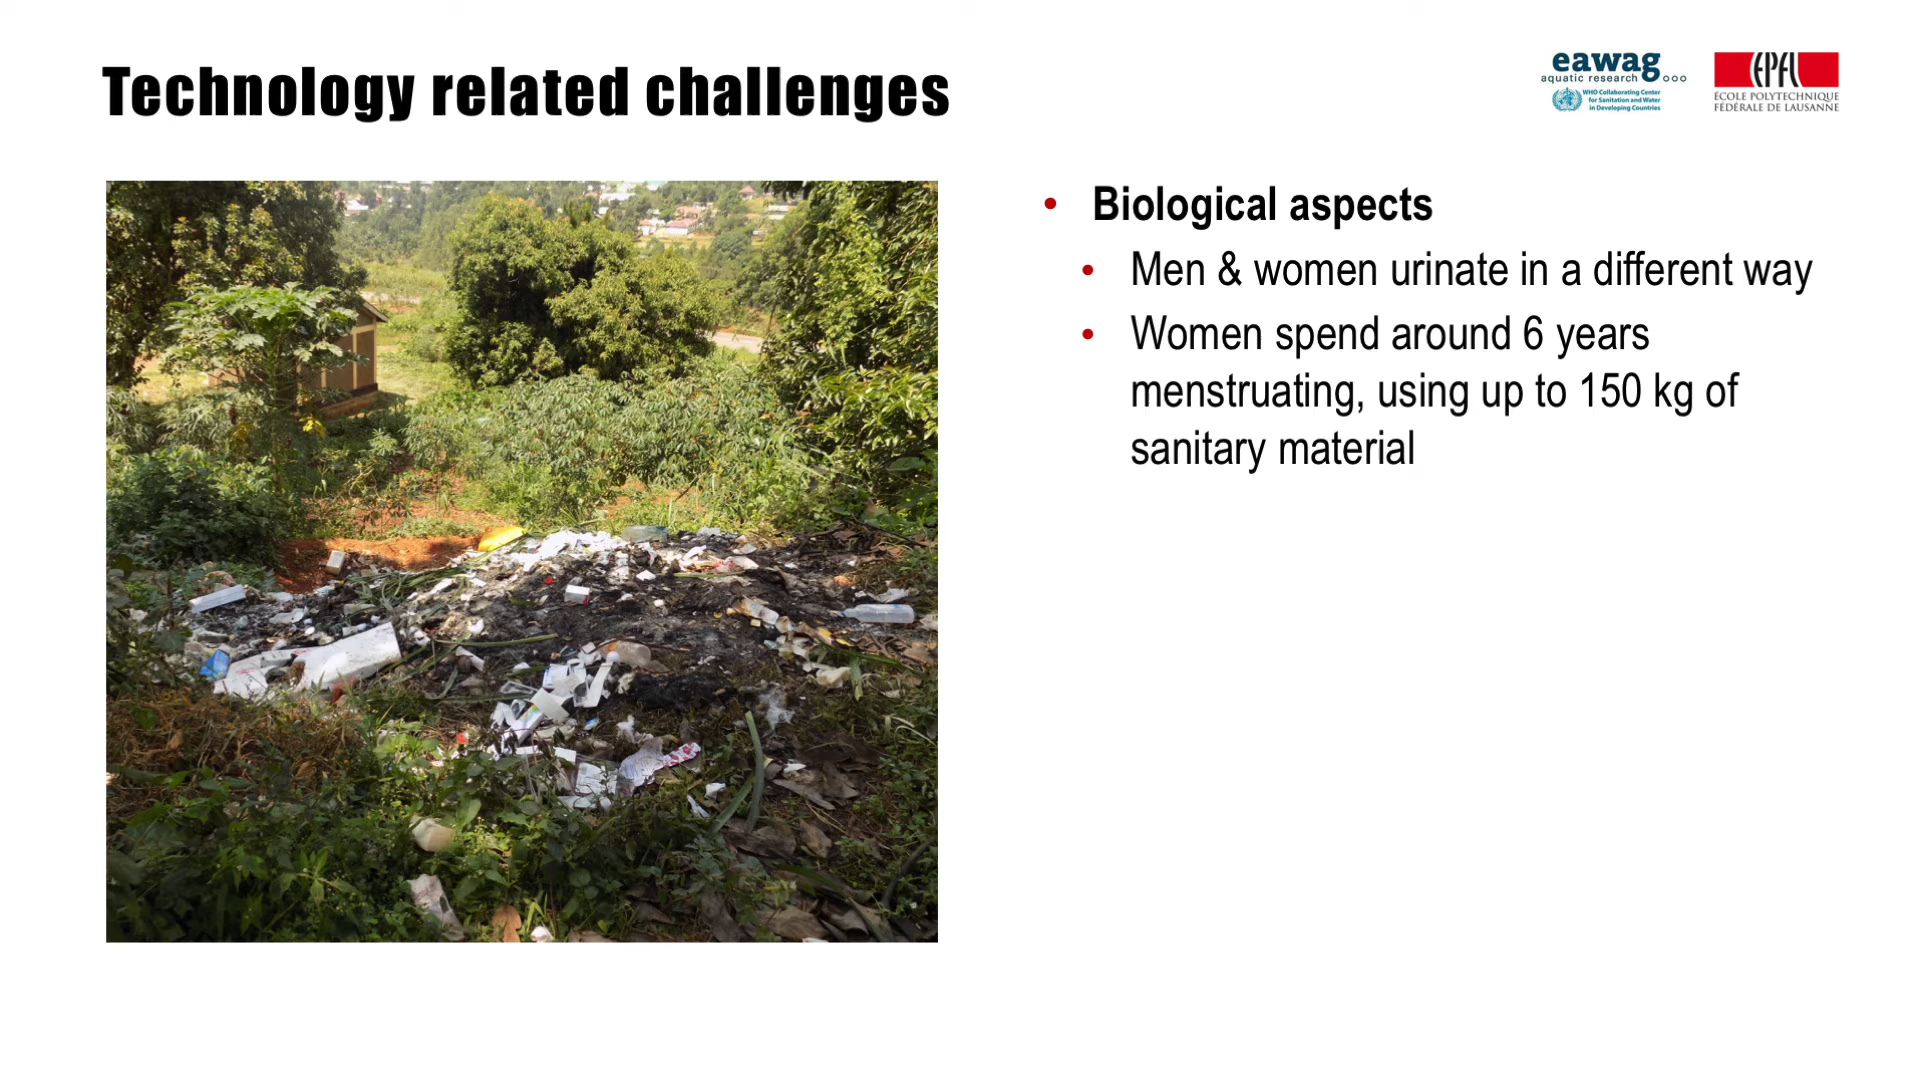 Technology related challenges
eawag
aquatic research
WHO Collaborating Center
for Sanitation and Water
in Developing Countries
EPFL
ÉCOLE POLYTECHNIQUE
FÉDÉRALE DE LAUSANNE
• Biological aspects
• Men & women urinate in a different way
• Women spend around 6 years
menstruating, using up to 150 kg of
sanitary material